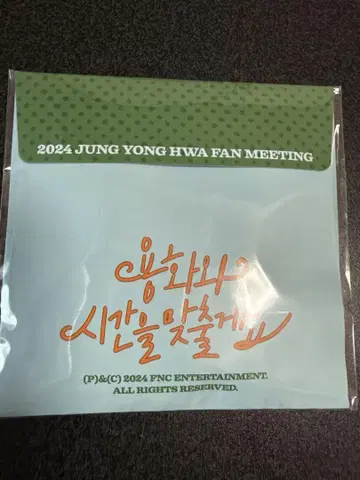 2024 JUNG YONG HWA FAN MEETING
용화와
시간을 맞출게요
(P)&(C) 2024 FNC ENTERTAINMENT.
ALL RIGHTS RESERVED.